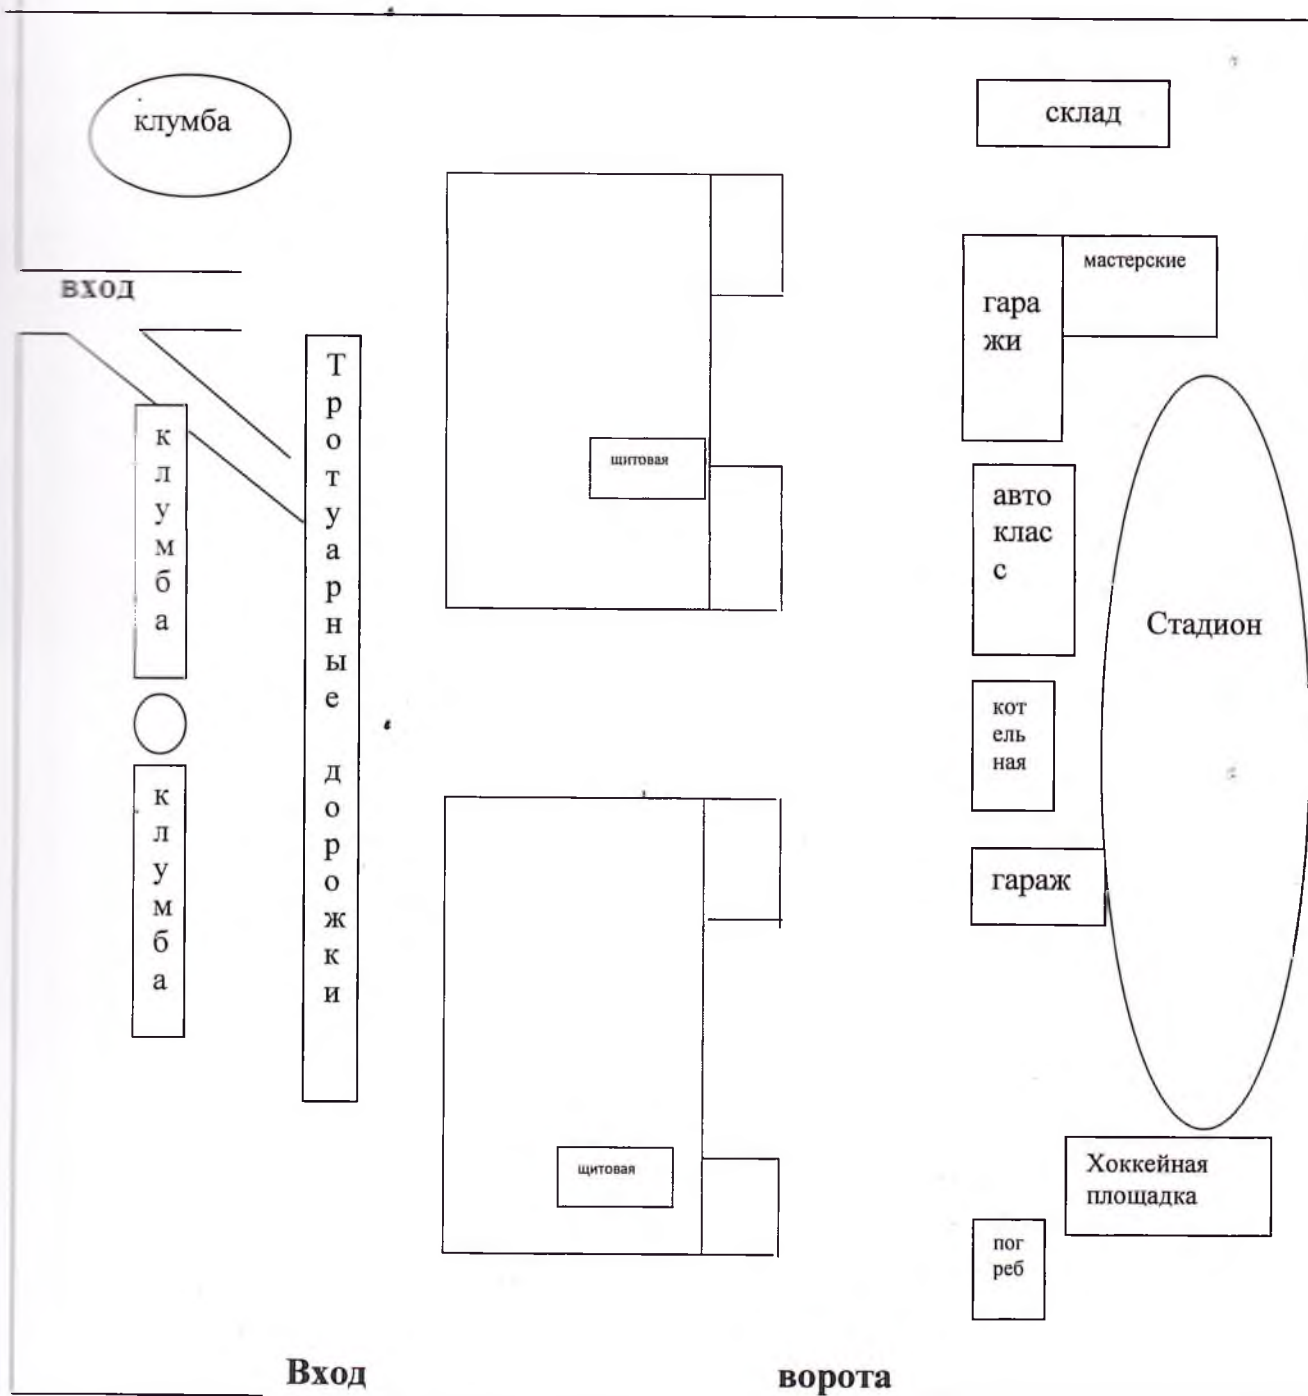 клумба
склад
вход
мастерские
гара
жи
Т
р
о
т
у
а
р
н
ы
е
д
о
р
о
ж
к
и
к
л
у
м
б
а
щитовая
авто
клас
с
Стадион
кот
ель
ная
к
л
у
м
б
а
гараж
щитовая
Хоккейная
площадка
пог
реб
Вход
ворота